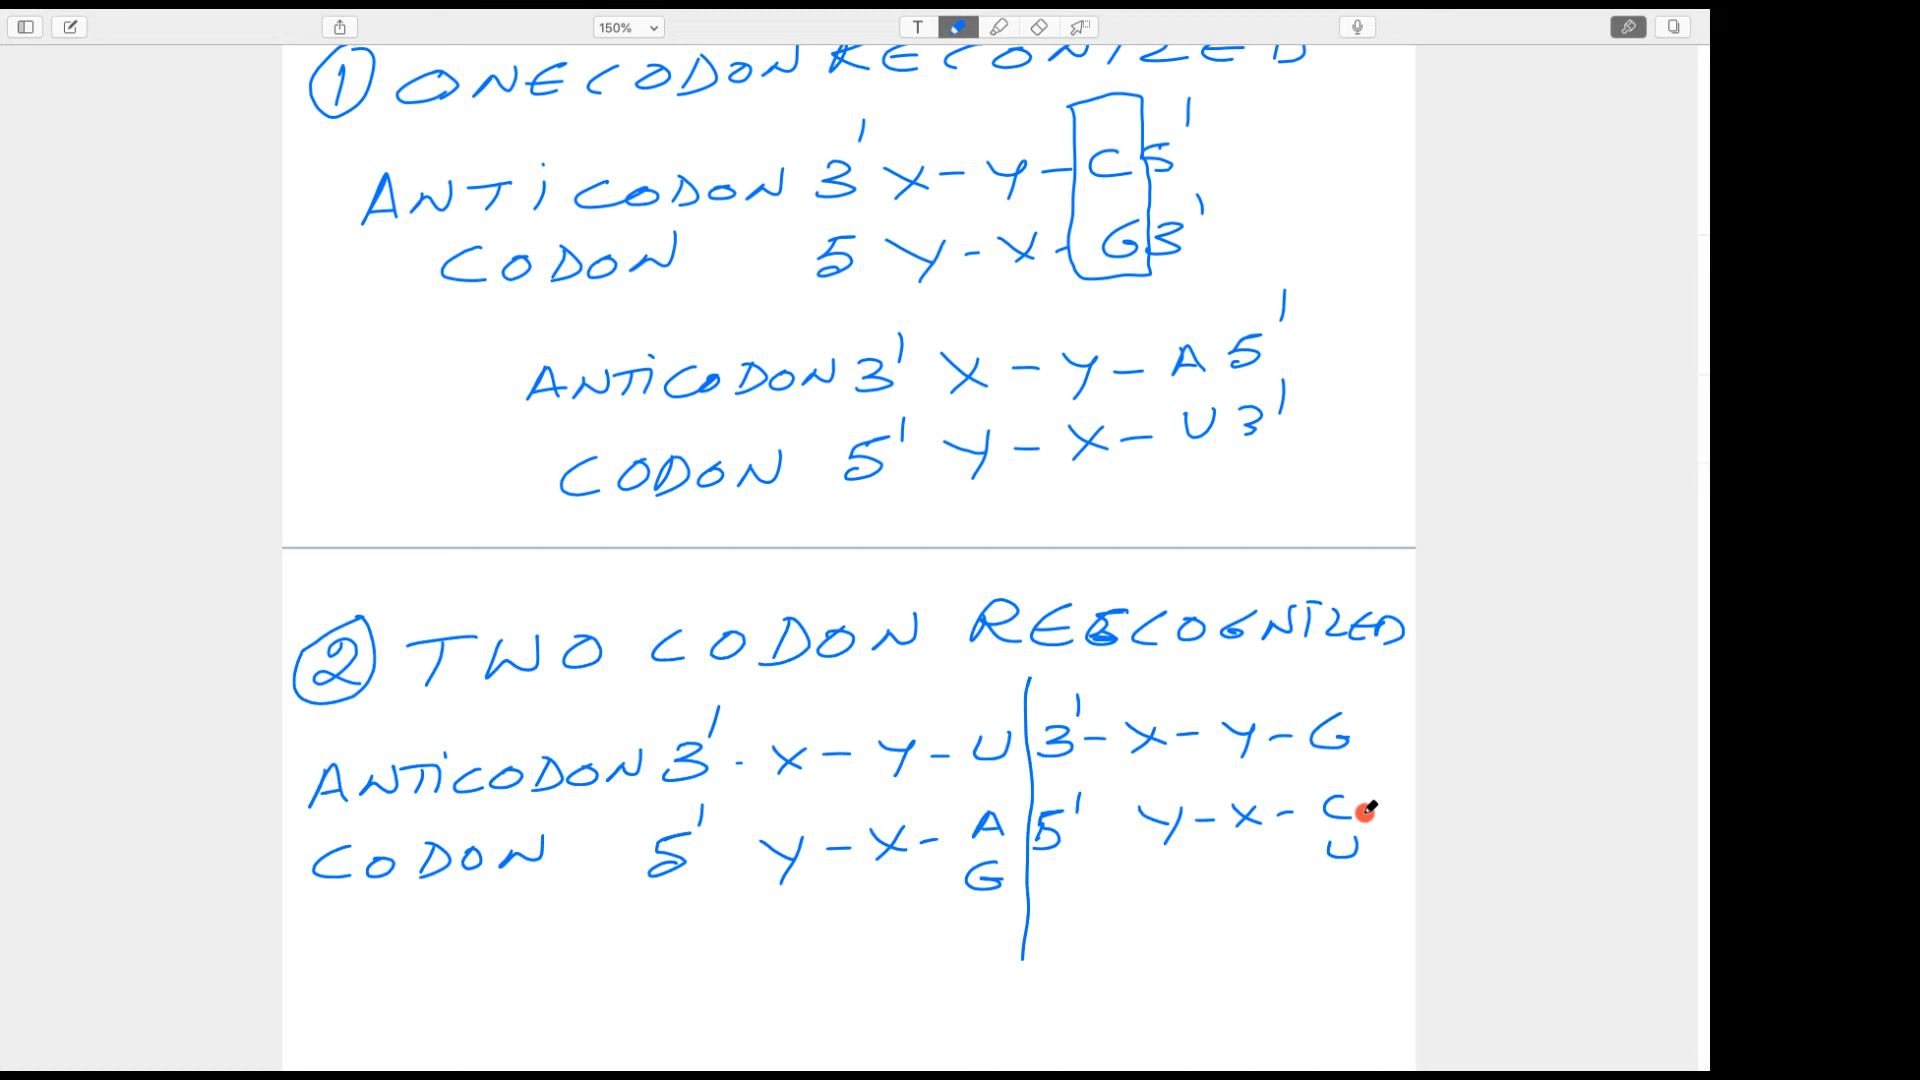 150%
T
① ONE CODON RECONIZED
ANTICODON 3' X - Y - C 5'
CODON 5 Y - X - G 3'
ANTICODON 3' X - Y - A 5'
CODON 5' Y - X - U 3'
② TWO CODON RECOGNIZED
ANTICODON 3' - X - Y - U | 3' - X - Y - G
CODON 5' Y - X - A | 5' Y - X - C
G U